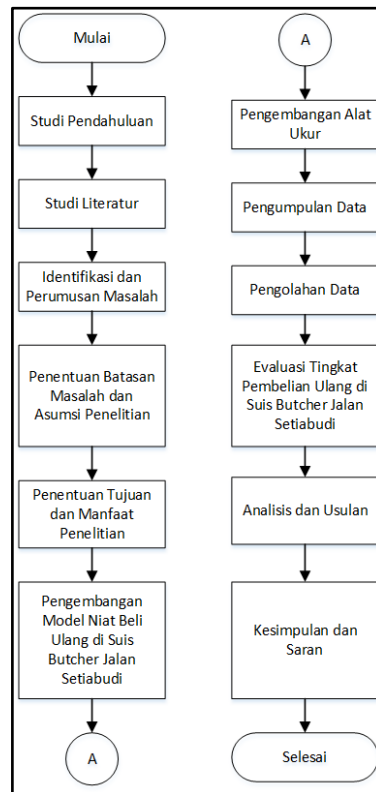 Mulai
Studi Pendahuluan
Studi Literatur
Identifikasi dan
Perumusan Masalah
Penentuan Batasan
Masalah dan
Asumsi Penelitian
Penentuan Tujuan
dan Manfaat
Penelitian
Pengembangan
Model Niat Beli
Ulang di Suis
Butcher Jalan
Setiabudi
A
A
Pengembangan Alat
Ukur
Pengumpulan Data
Pengolahan Data
Evaluasi Tingkat
Pembelian Ulang di
Suis Butcher Jalan
Setiabudi
Analisis dan Usulan
Kesimpulan dan
Saran
Selesai